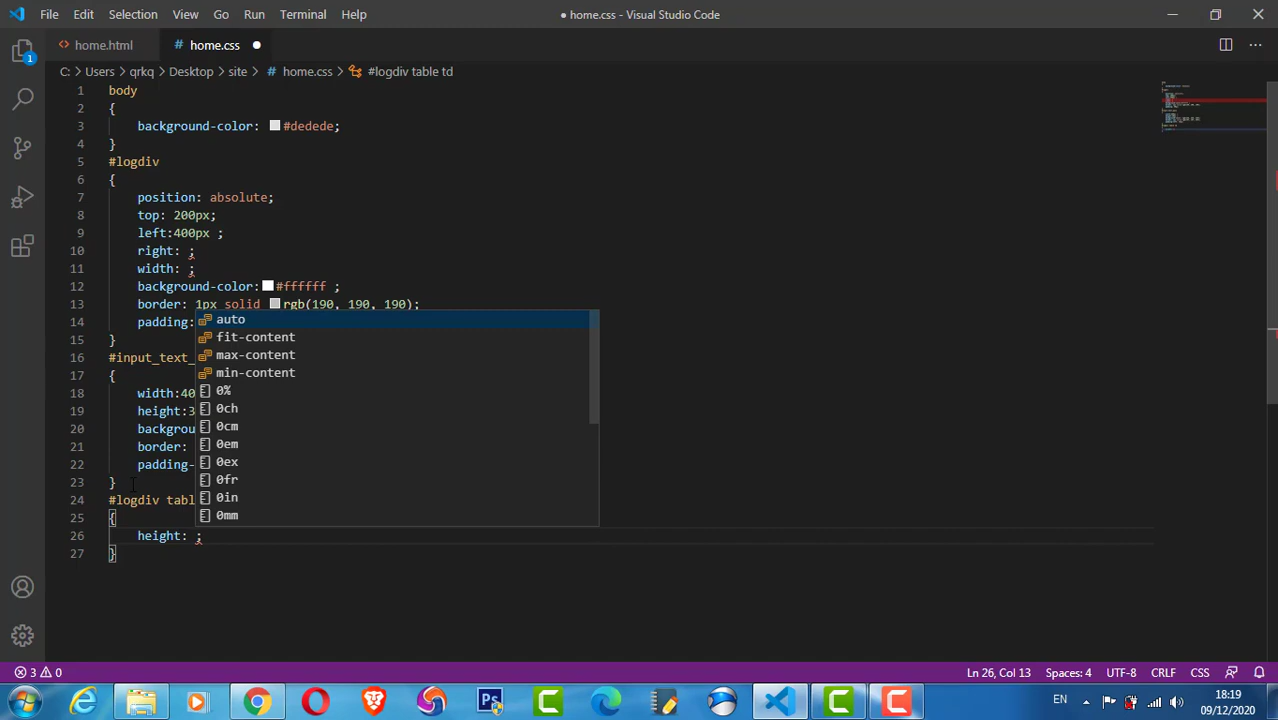 File Edit Selection View Go Run Terminal Help
● home.css - Visual Studio Code
home.html
# home.css
C: > Users > qrkq > Desktop > site > # home.css > #logdiv table td
1 body
2 {
3 background-color: #dedede;
4 }
5 #logdiv
6 {
7 position: absolute;
8 top: 200px;
9 left:400px ;
10 right: ;
11 width: ;
12 background-color: #ffffff ;
13 border: 1px solid rgb(190, 190, 190);
14 padding:
15 }
16 #input_text_
17 {
18 width:40
19 height:3
20 backgrou
21 border:
22 padding-
23 }
24 #logdiv tabl
25 {
26 height: ;
27 }
auto
fit-content
max-content
min-content
0%
0ch
0cm
0em
0ex
0fr
0in
0mm
1
3 0
Ln 26, Col 13 Spaces: 4 UTF-8 CRLF CSS
Ps
EN
18:19
09/12/2020